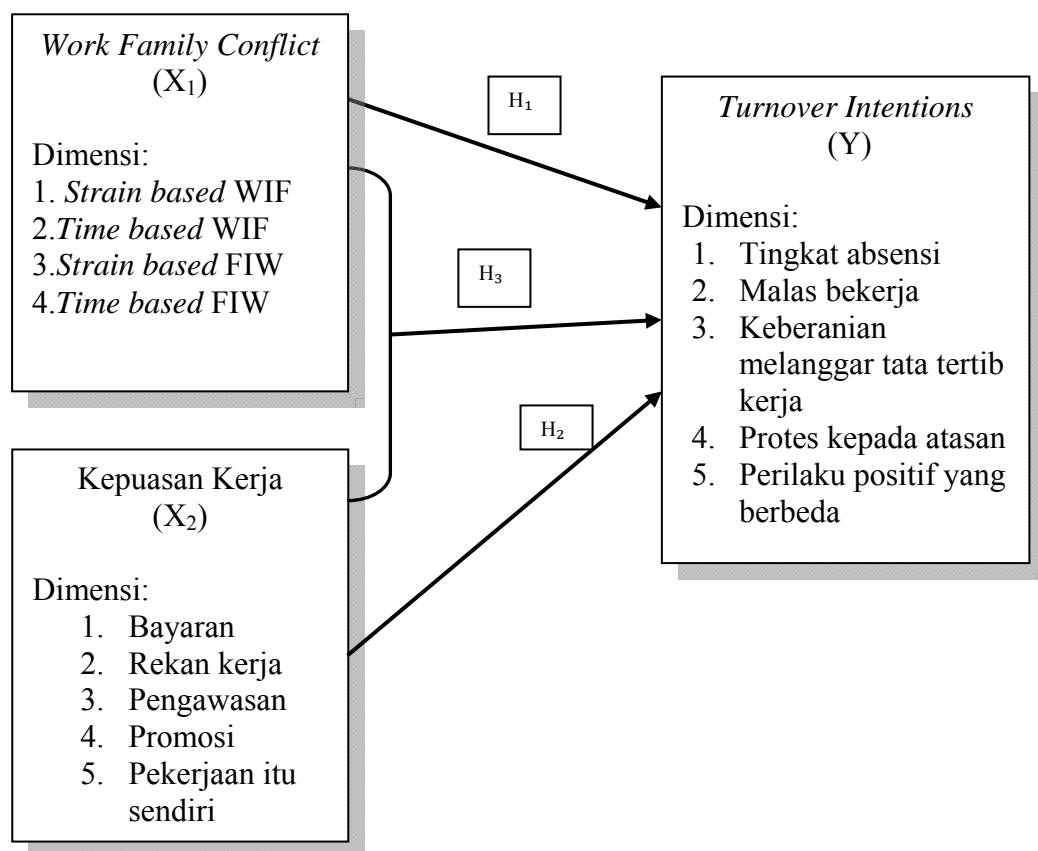 Work Family Conflict
(X₁)
Dimensi:
1. Strain based WIF
2.Time based WIF
3.Strain based FIW
4.Time based FIW
H₁
H₃
H₂
Kepuasan Kerja
(X₂)
Dimensi:
1. Bayaran
2. Rekan kerja
3. Pengawasan
4. Promosi
5. Pekerjaan itu
sendiri
Turnover Intentions
(Y)
Dimensi:
1. Tingkat absensi
2. Malas bekerja
3. Keberanian
melanggar tata tertib
kerja
4. Protes kepada atasan
5. Perilaku positif yang
berbeda